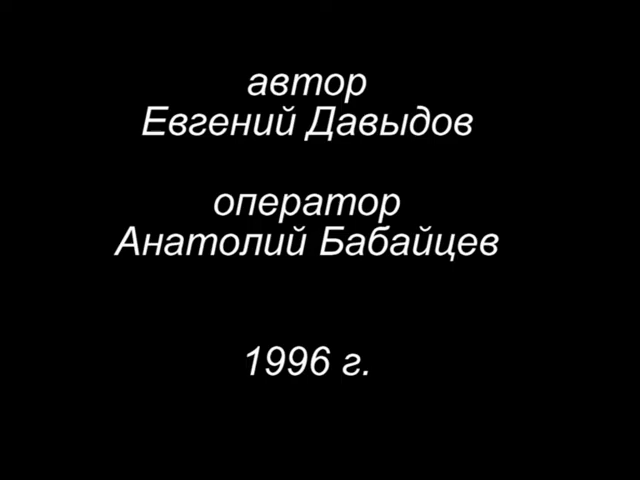 автор
Евгений Давыдов
оператор
Анатолий Бабайцев
1996 г.